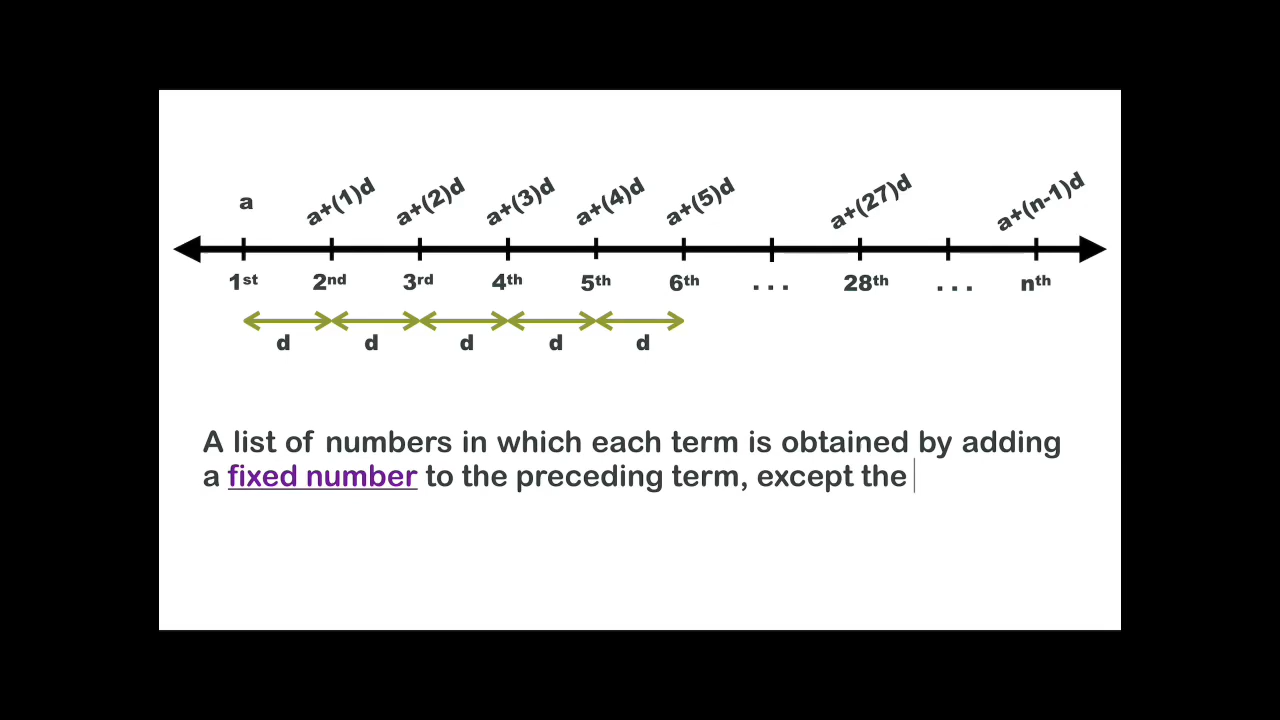 a a+(1)d a+(2)d a+(3)d a+(4)d a+(5)d a+(27)d a+(n-1)d
1st 2nd 3rd 4th 5th 6th ... 28th ... nth
d d d d d
A list of numbers in which each term is obtained by adding
a fixed number to the preceding term, except the